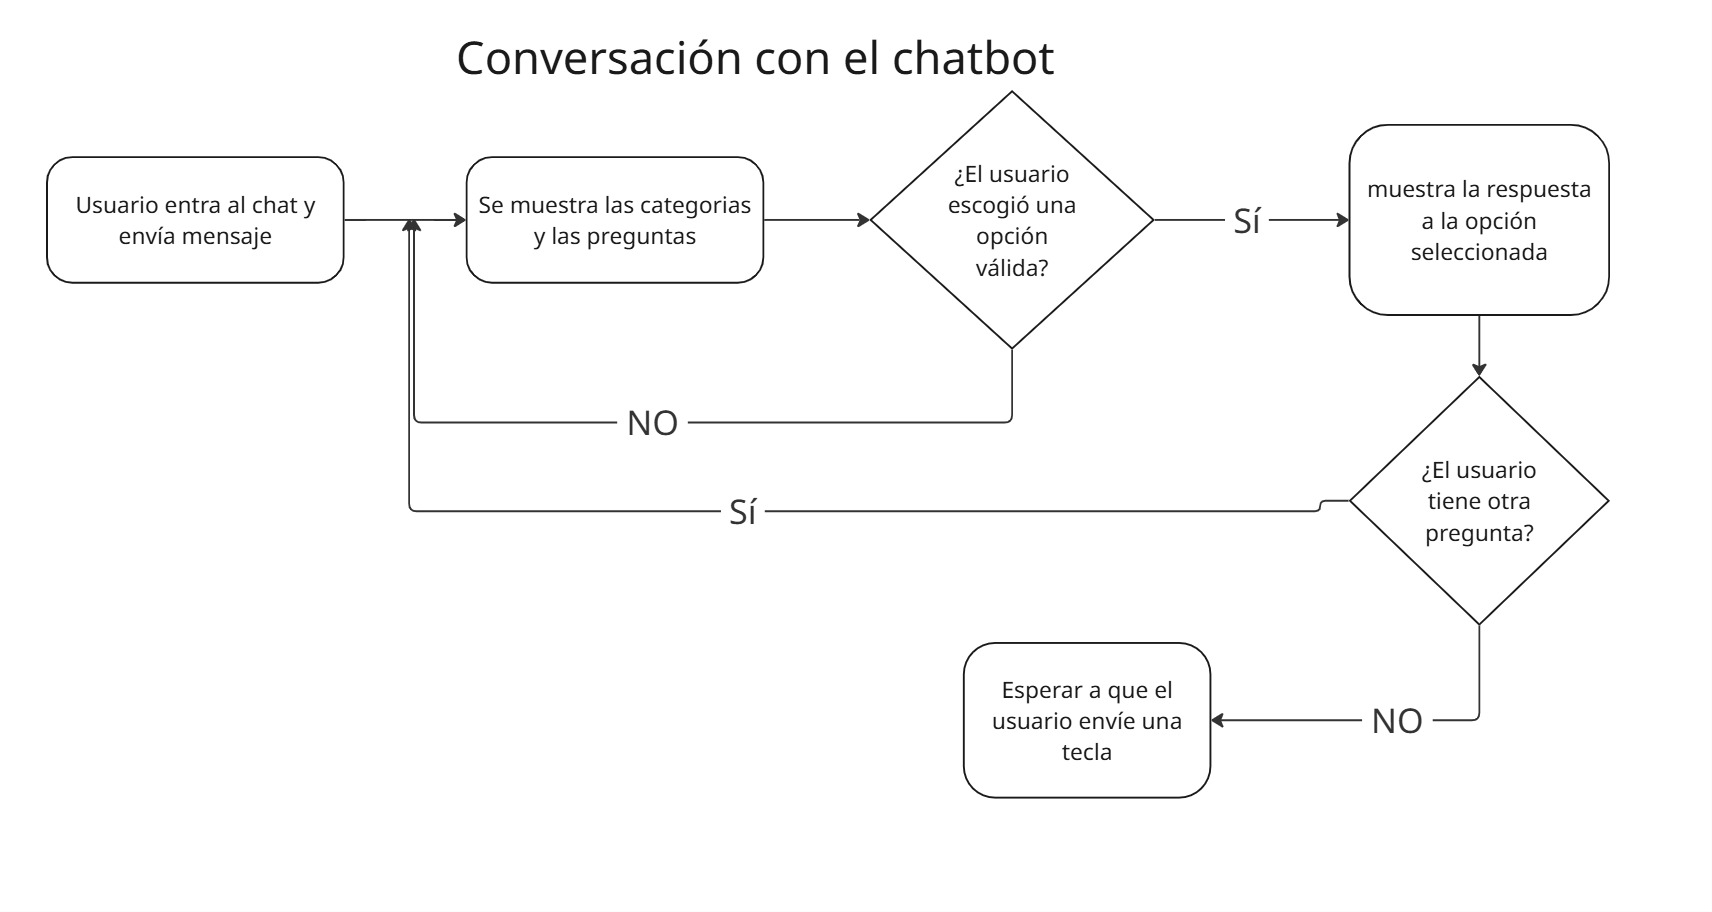 Conversación con el chatbot
Usuario entra al chat y
envía mensaje
Se muestra las categorias
y las preguntas
¿El usuario
escogió una
opción
válida?
Sí
muestra la respuesta
a la opción
seleccionada
NO
¿El usuario
tiene otra
pregunta?
Sí
NO
Esperar a que el
usuario envíe una
tecla